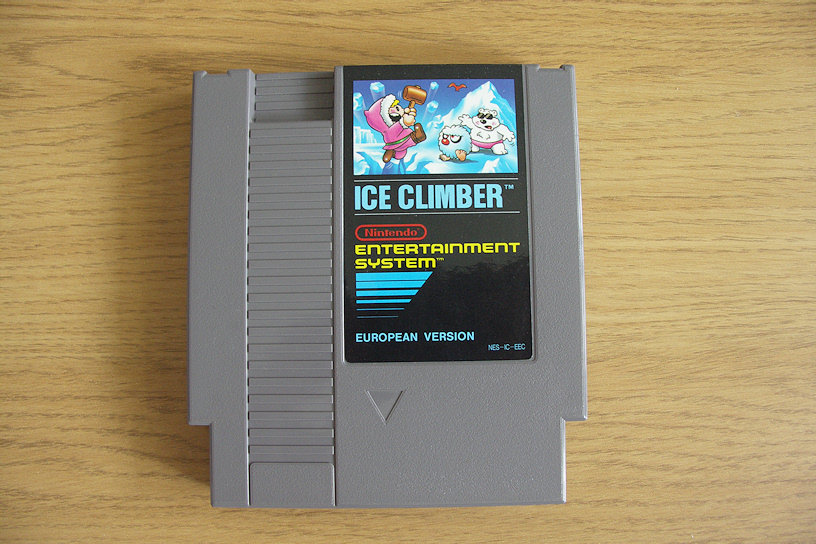 ICE CLIMBER™
Nintendo®
ENTERTAINMENT
SYSTEM™
EUROPEAN VERSION
NES-IC-EEC